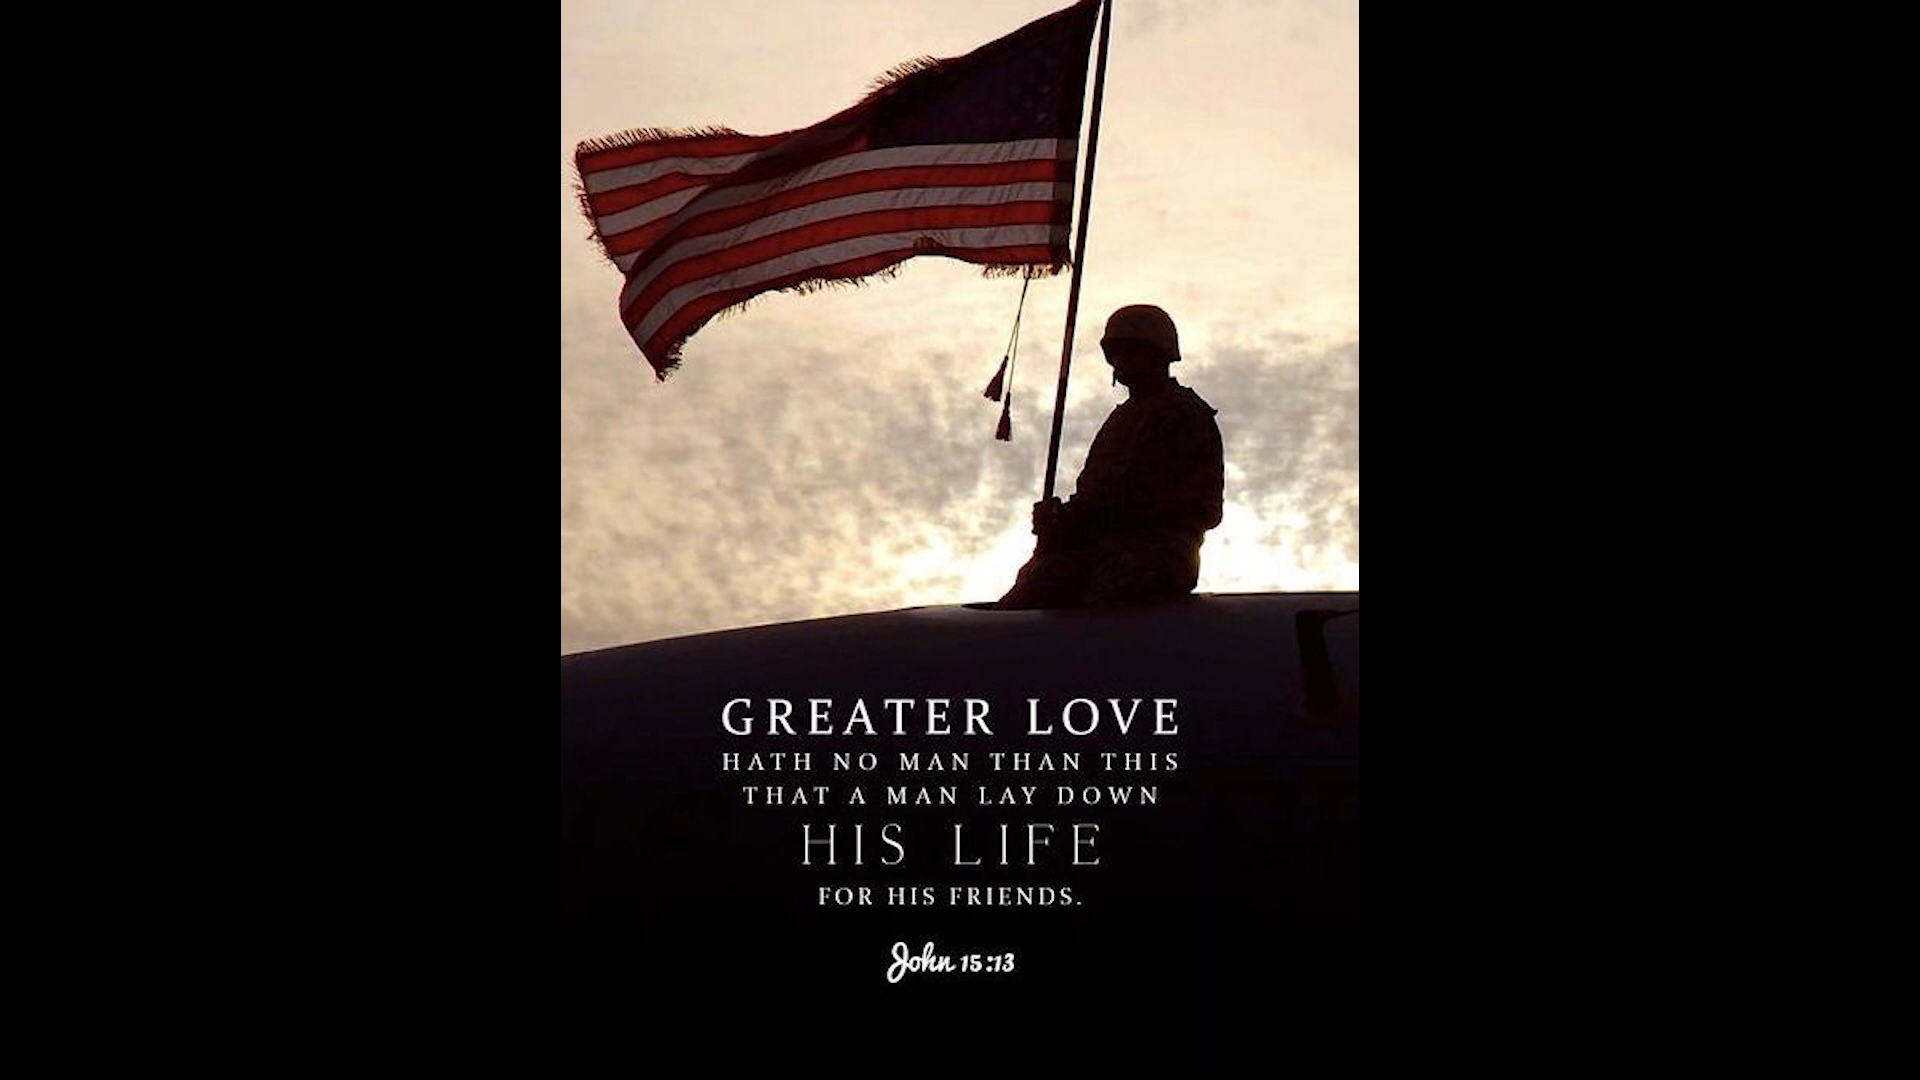 GREATER LOVE
HATH NO MAN THAN THIS
THAT A MAN LAY DOWN
HIS LIFE
FOR HIS FRIENDS.
John 15:13